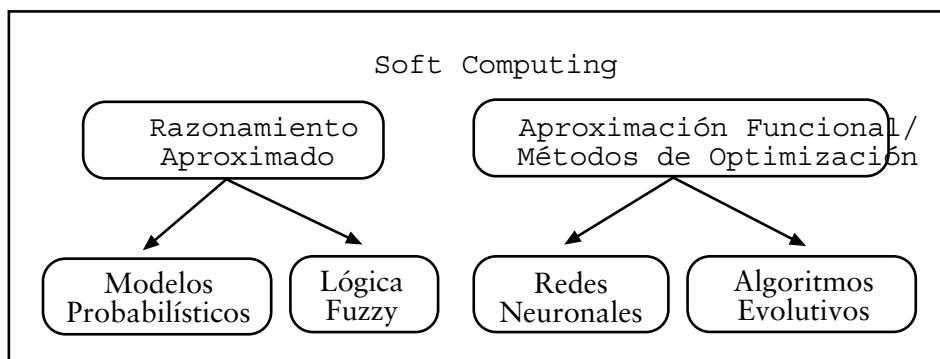 Soft Computing
Razonamiento
Aproximado
Aproximación Funcional/
Métodos de Optimización
Modelos
Probabilísticos
Lógica
Fuzzy
Redes
Neuronales
Algoritmos
Evolutivos